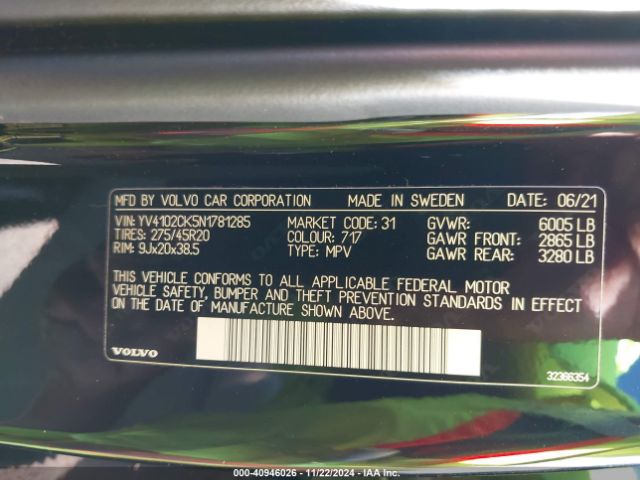 MFD BY VOLVO CAR CORPORATION MADE IN SWEDEN DATE: 06/21
VIN: YV4102CK5N1781285 MARKET CODE: 31 GVWR: 6005 LB
TIRES: 275/45R20 COLOUR: 717 GAWR FRONT: 2865 LB
RIM: 9Jx20x38.5 TYPE: MPV GAWR REAR: 3280 LB
THIS VEHICLE CONFORMS TO ALL APPLICABLE FEDERAL MOTOR
VEHICLE SAFETY, BUMPER AND THEFT PREVENTION STANDARDS IN EFFECT
ON THE DATE OF MANUFACTURE SHOWN ABOVE.
VOLVO 32366354
000-40946026 - 11/22/2024 - IAA Inc.